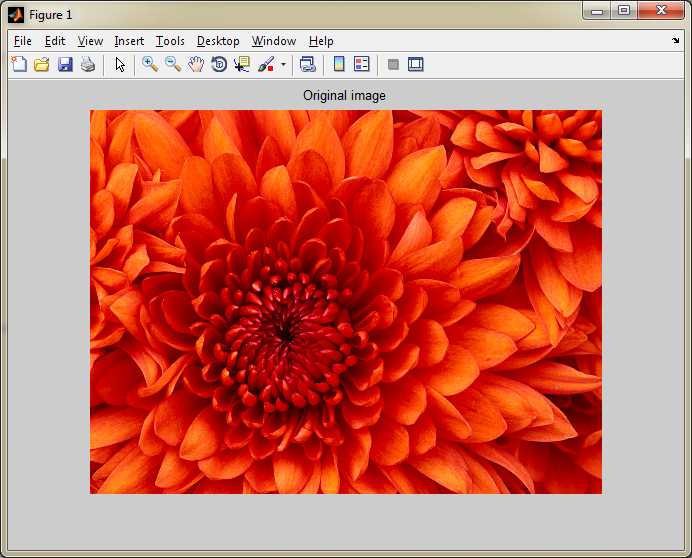 Figure 1
File Edit View Insert Tools Desktop Window Help
Original image